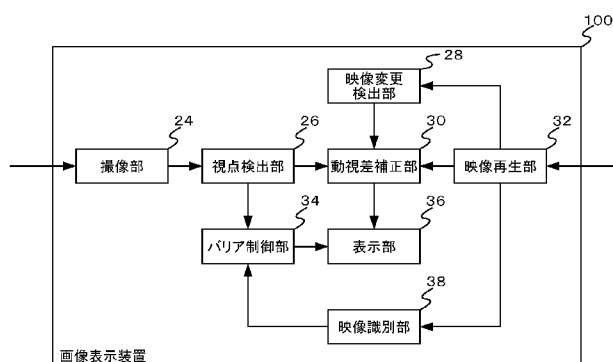 100
28
映像変更
検出部
24
26
30
32
撮像部
視点検出部
動視差補正部
映像再生部
34
36
バリア制御部
表示部
38
映像識別部
画像表示装置